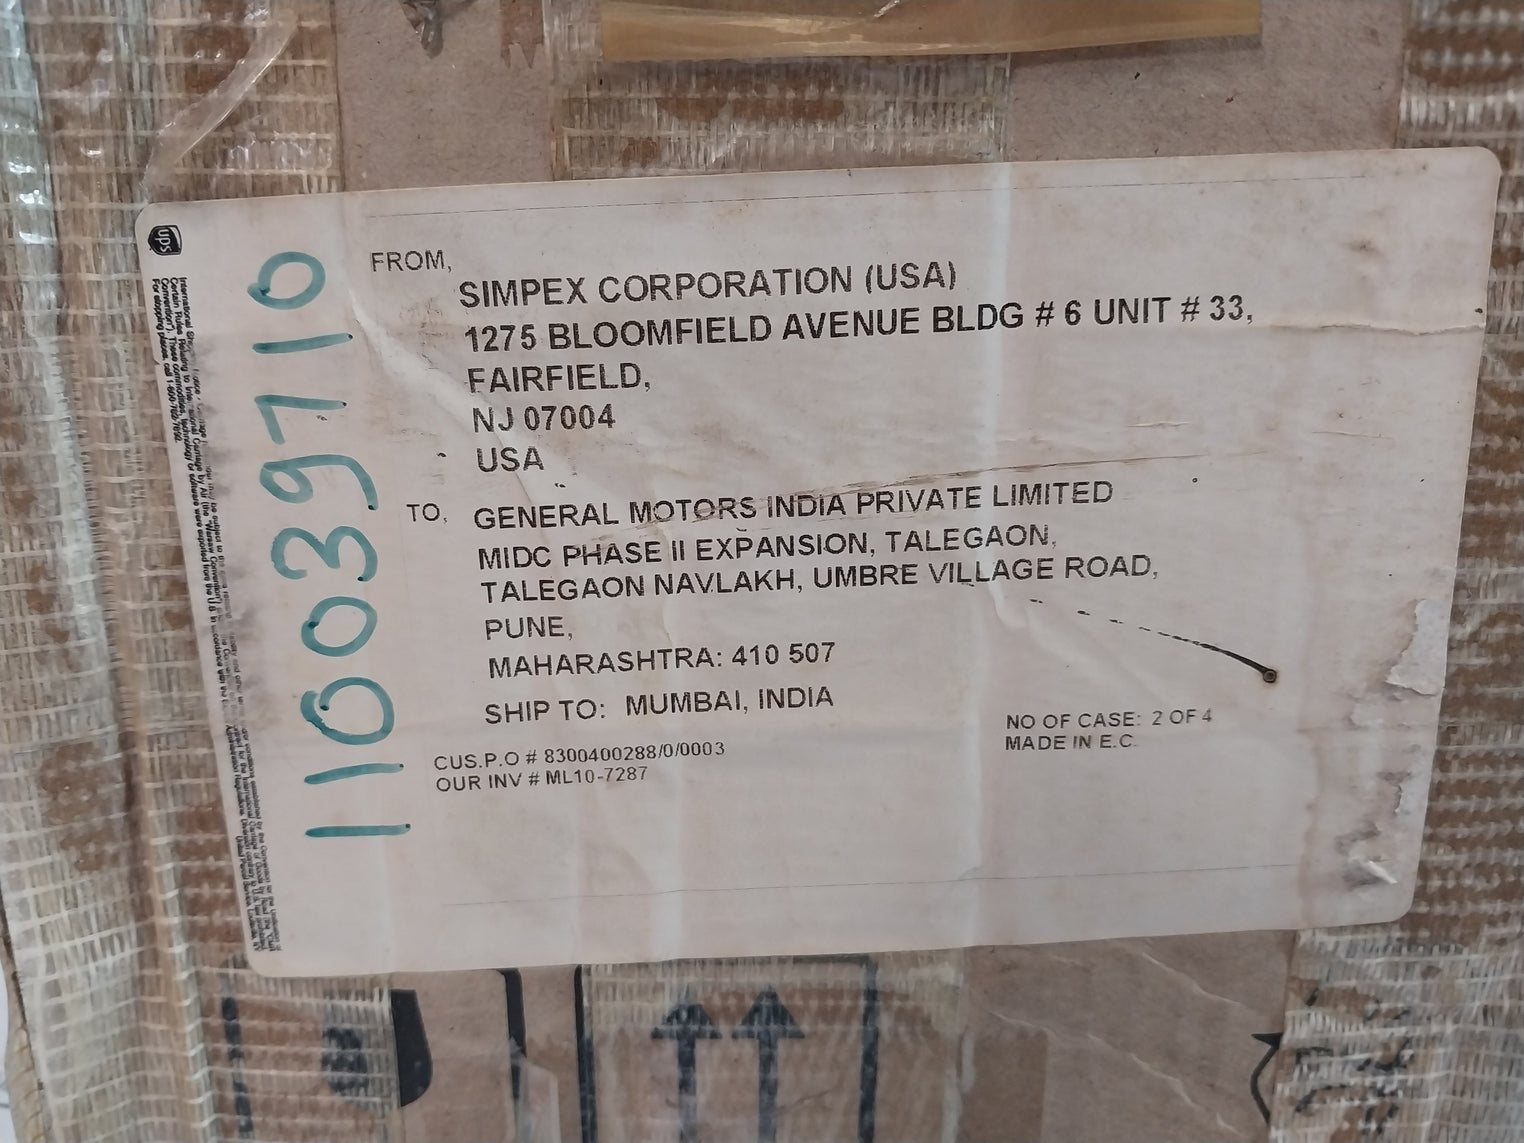 ups
110039710
FROM,
SIMPEX CORPORATION (USA)
1275 BLOOMFIELD AVENUE BLDG # 6 UNIT # 33,
FAIRFIELD,
NJ 07004
USA
TO,
GENERAL MOTORS INDIA PRIVATE LIMITED
MIDC PHASE II EXPANSION, TALEGAON,
TALEGAON NAVLAKH, UMBRE VILLAGE ROAD,
PUNE,
MAHARASHTRA: 410 507
SHIP TO: MUMBAI, INDIA
CUS.P.O # 8300400288/0/0003
OUR INV # ML10-7287
NO OF CASE: 2 OF 4
MADE IN E.C.